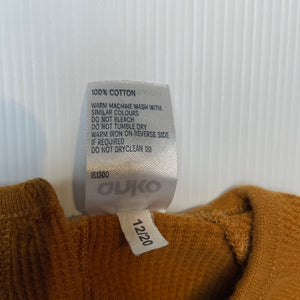 100% COTTON
WARM MACHINE WASH WITH
SIMILAR COLOURS
DO NOT BLEACH
DO NOT TUMBLE DRY
WARM IRON ON REVERSE SIDE
IF REQUIRED
DO NOT DRYCLEAN
151300
anko
12/20